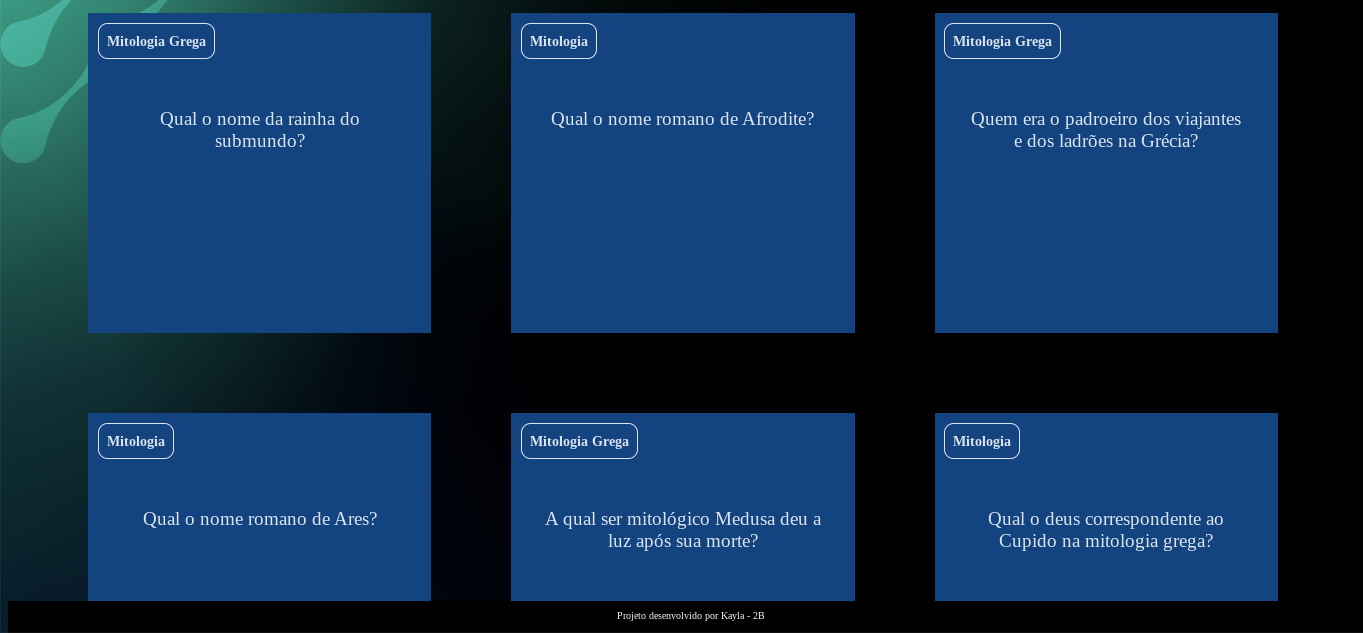 Mitologia Grega
Qual o nome da rainha do
submundo?
Mitologia
Qual o nome romano de Afrodite?
Mitologia Grega
Quem era o padroeiro dos viajantes
e dos ladrões na Grécia?
Mitologia
Qual o nome romano de Ares?
Mitologia Grega
A qual ser mitológico Medusa deu a
luz após sua morte?
Mitologia
Qual o deus correspondente ao
Cupido na mitologia grega?
Projeto desenvolvido por Kayla - 2B